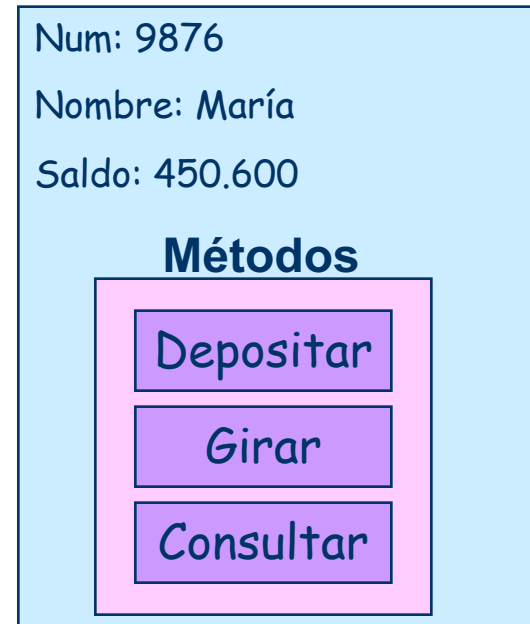 Num: 9876
Nombre: María
Saldo: 450.600
Métodos
Depositar
Girar
Consultar